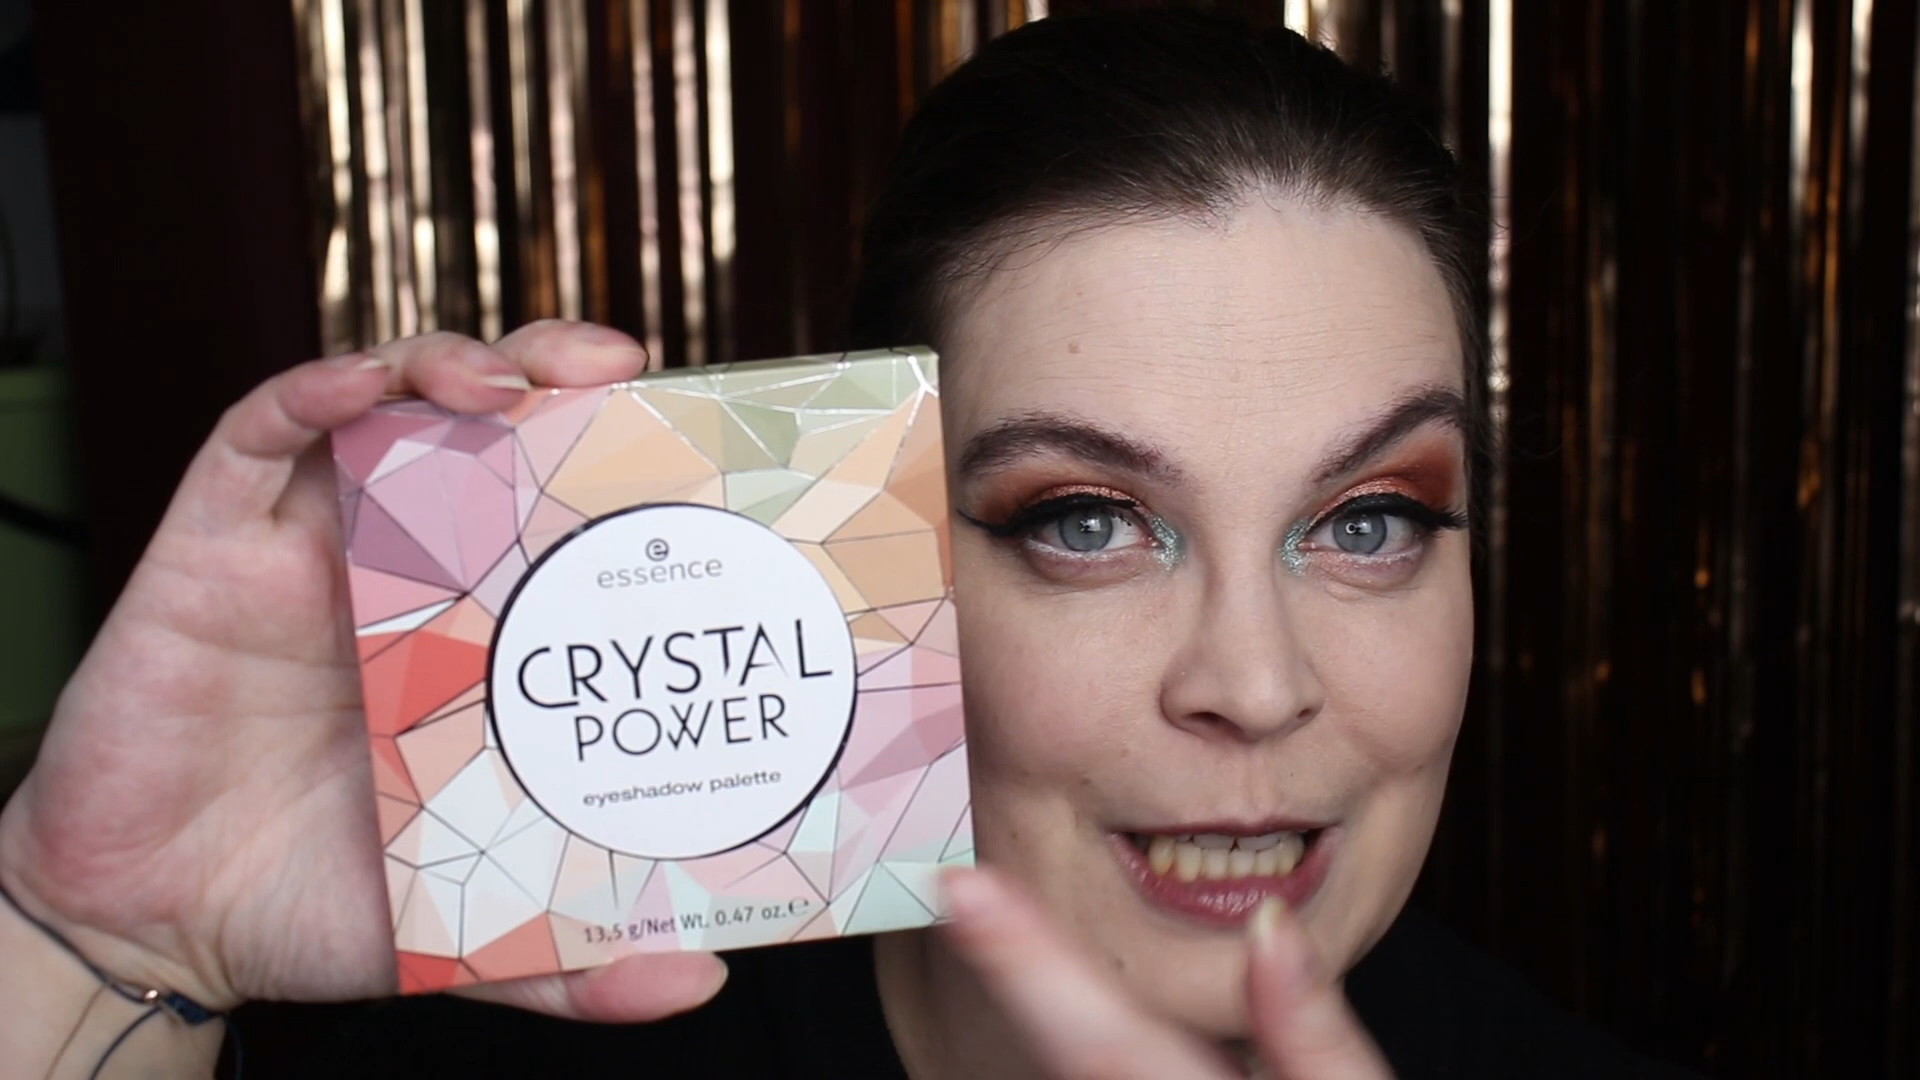 essence
CRYSTAL
POWER
eyeshadow palette
13,5 g/Net Wt. 0.47 oz.℮